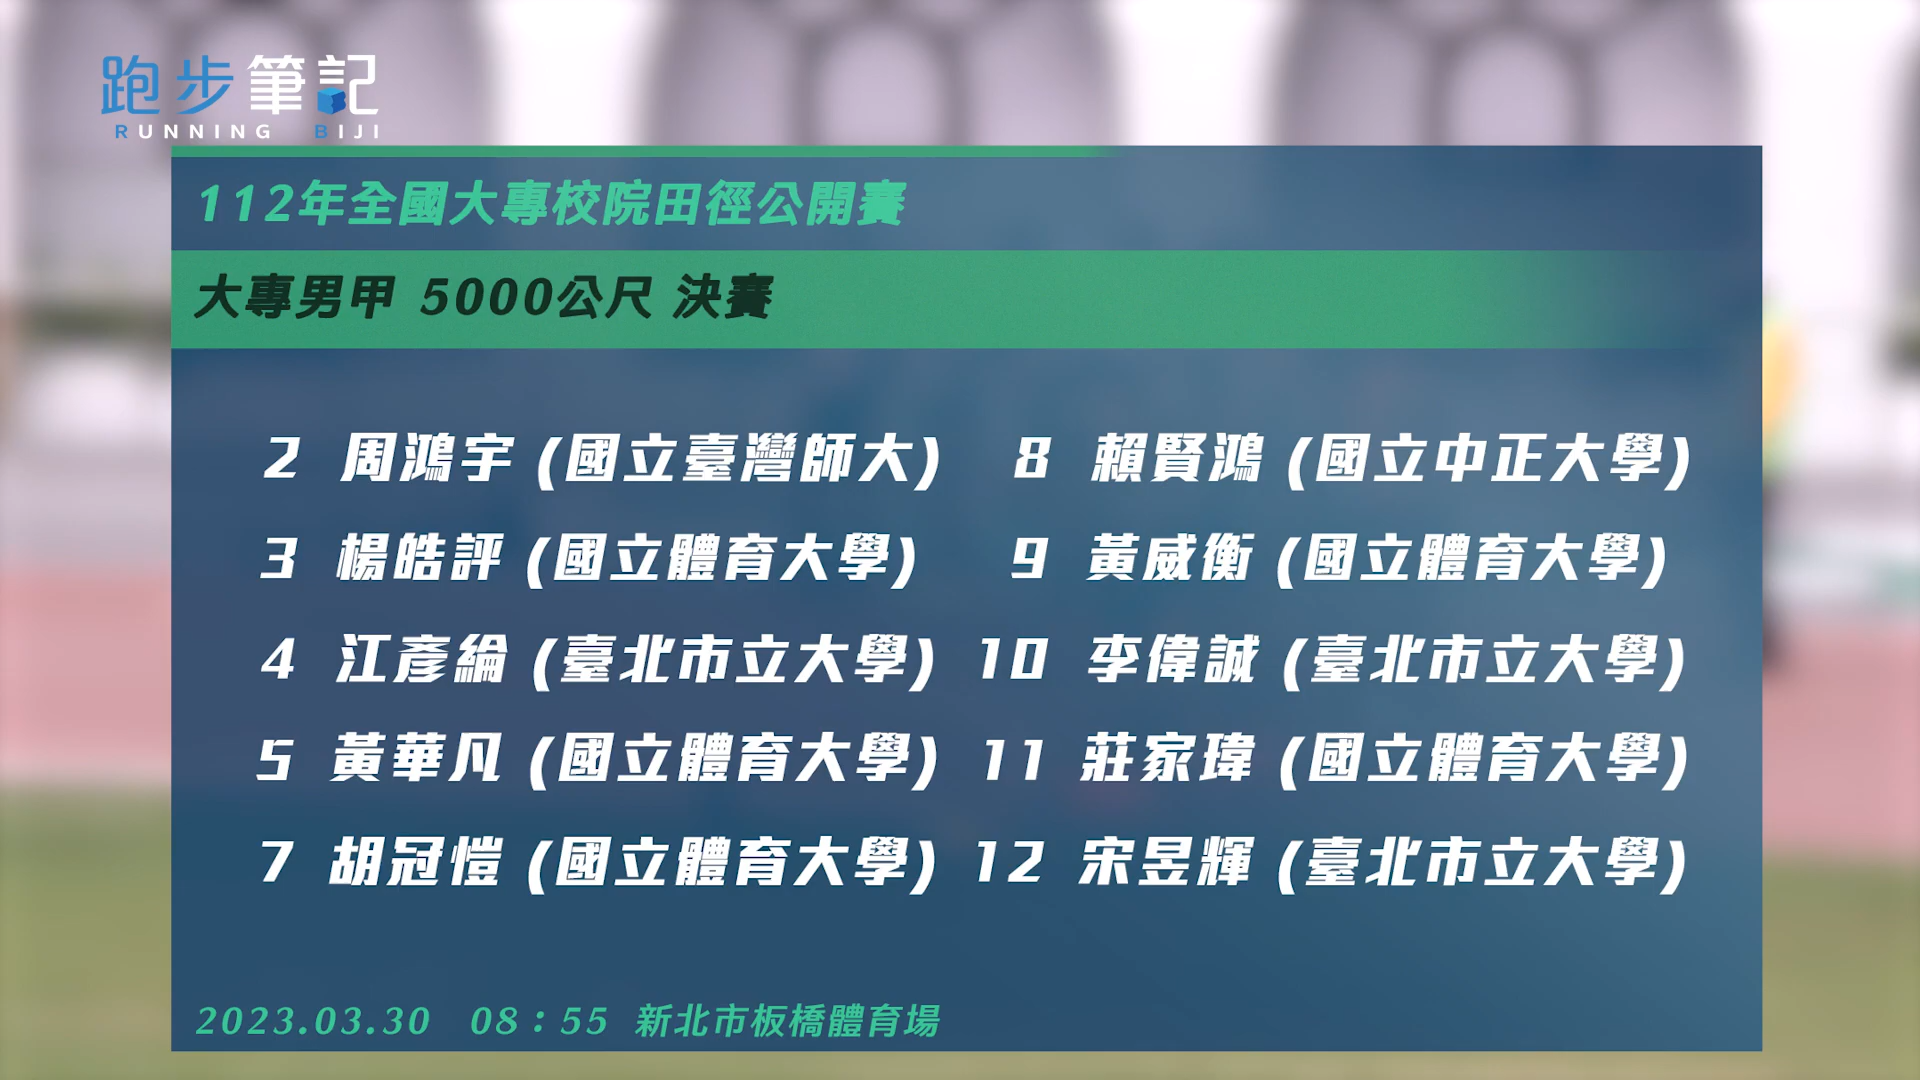 跑步筆記
RUNNING BIJI
112年全國大專校院田徑公開賽
大專男甲 5000公尺 決賽
2 周鴻宇 (國立臺灣師大)
3 楊皓評 (國立體育大學)
4 江彥綸 (臺北市立大學)
5 黃華凡 (國立體育大學)
7 胡冠愷 (國立體育大學)
8 賴賢鴻 (國立中正大學)
9 黃威衡 (國立體育大學)
10 李偉誠 (臺北市立大學)
11 莊家瑋 (國立體育大學)
12 宋昱輝 (臺北市立大學)
2023.03.30 08：55 新北市板橋體育場